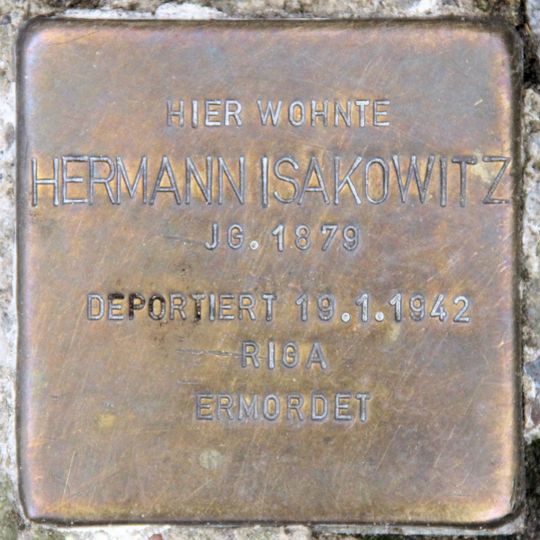 HIER WOHNTE
HERMANN ISAKOWITZ
JG. 1879
DEPORTIERT 19.1.1942
RIGA
ERMORDET